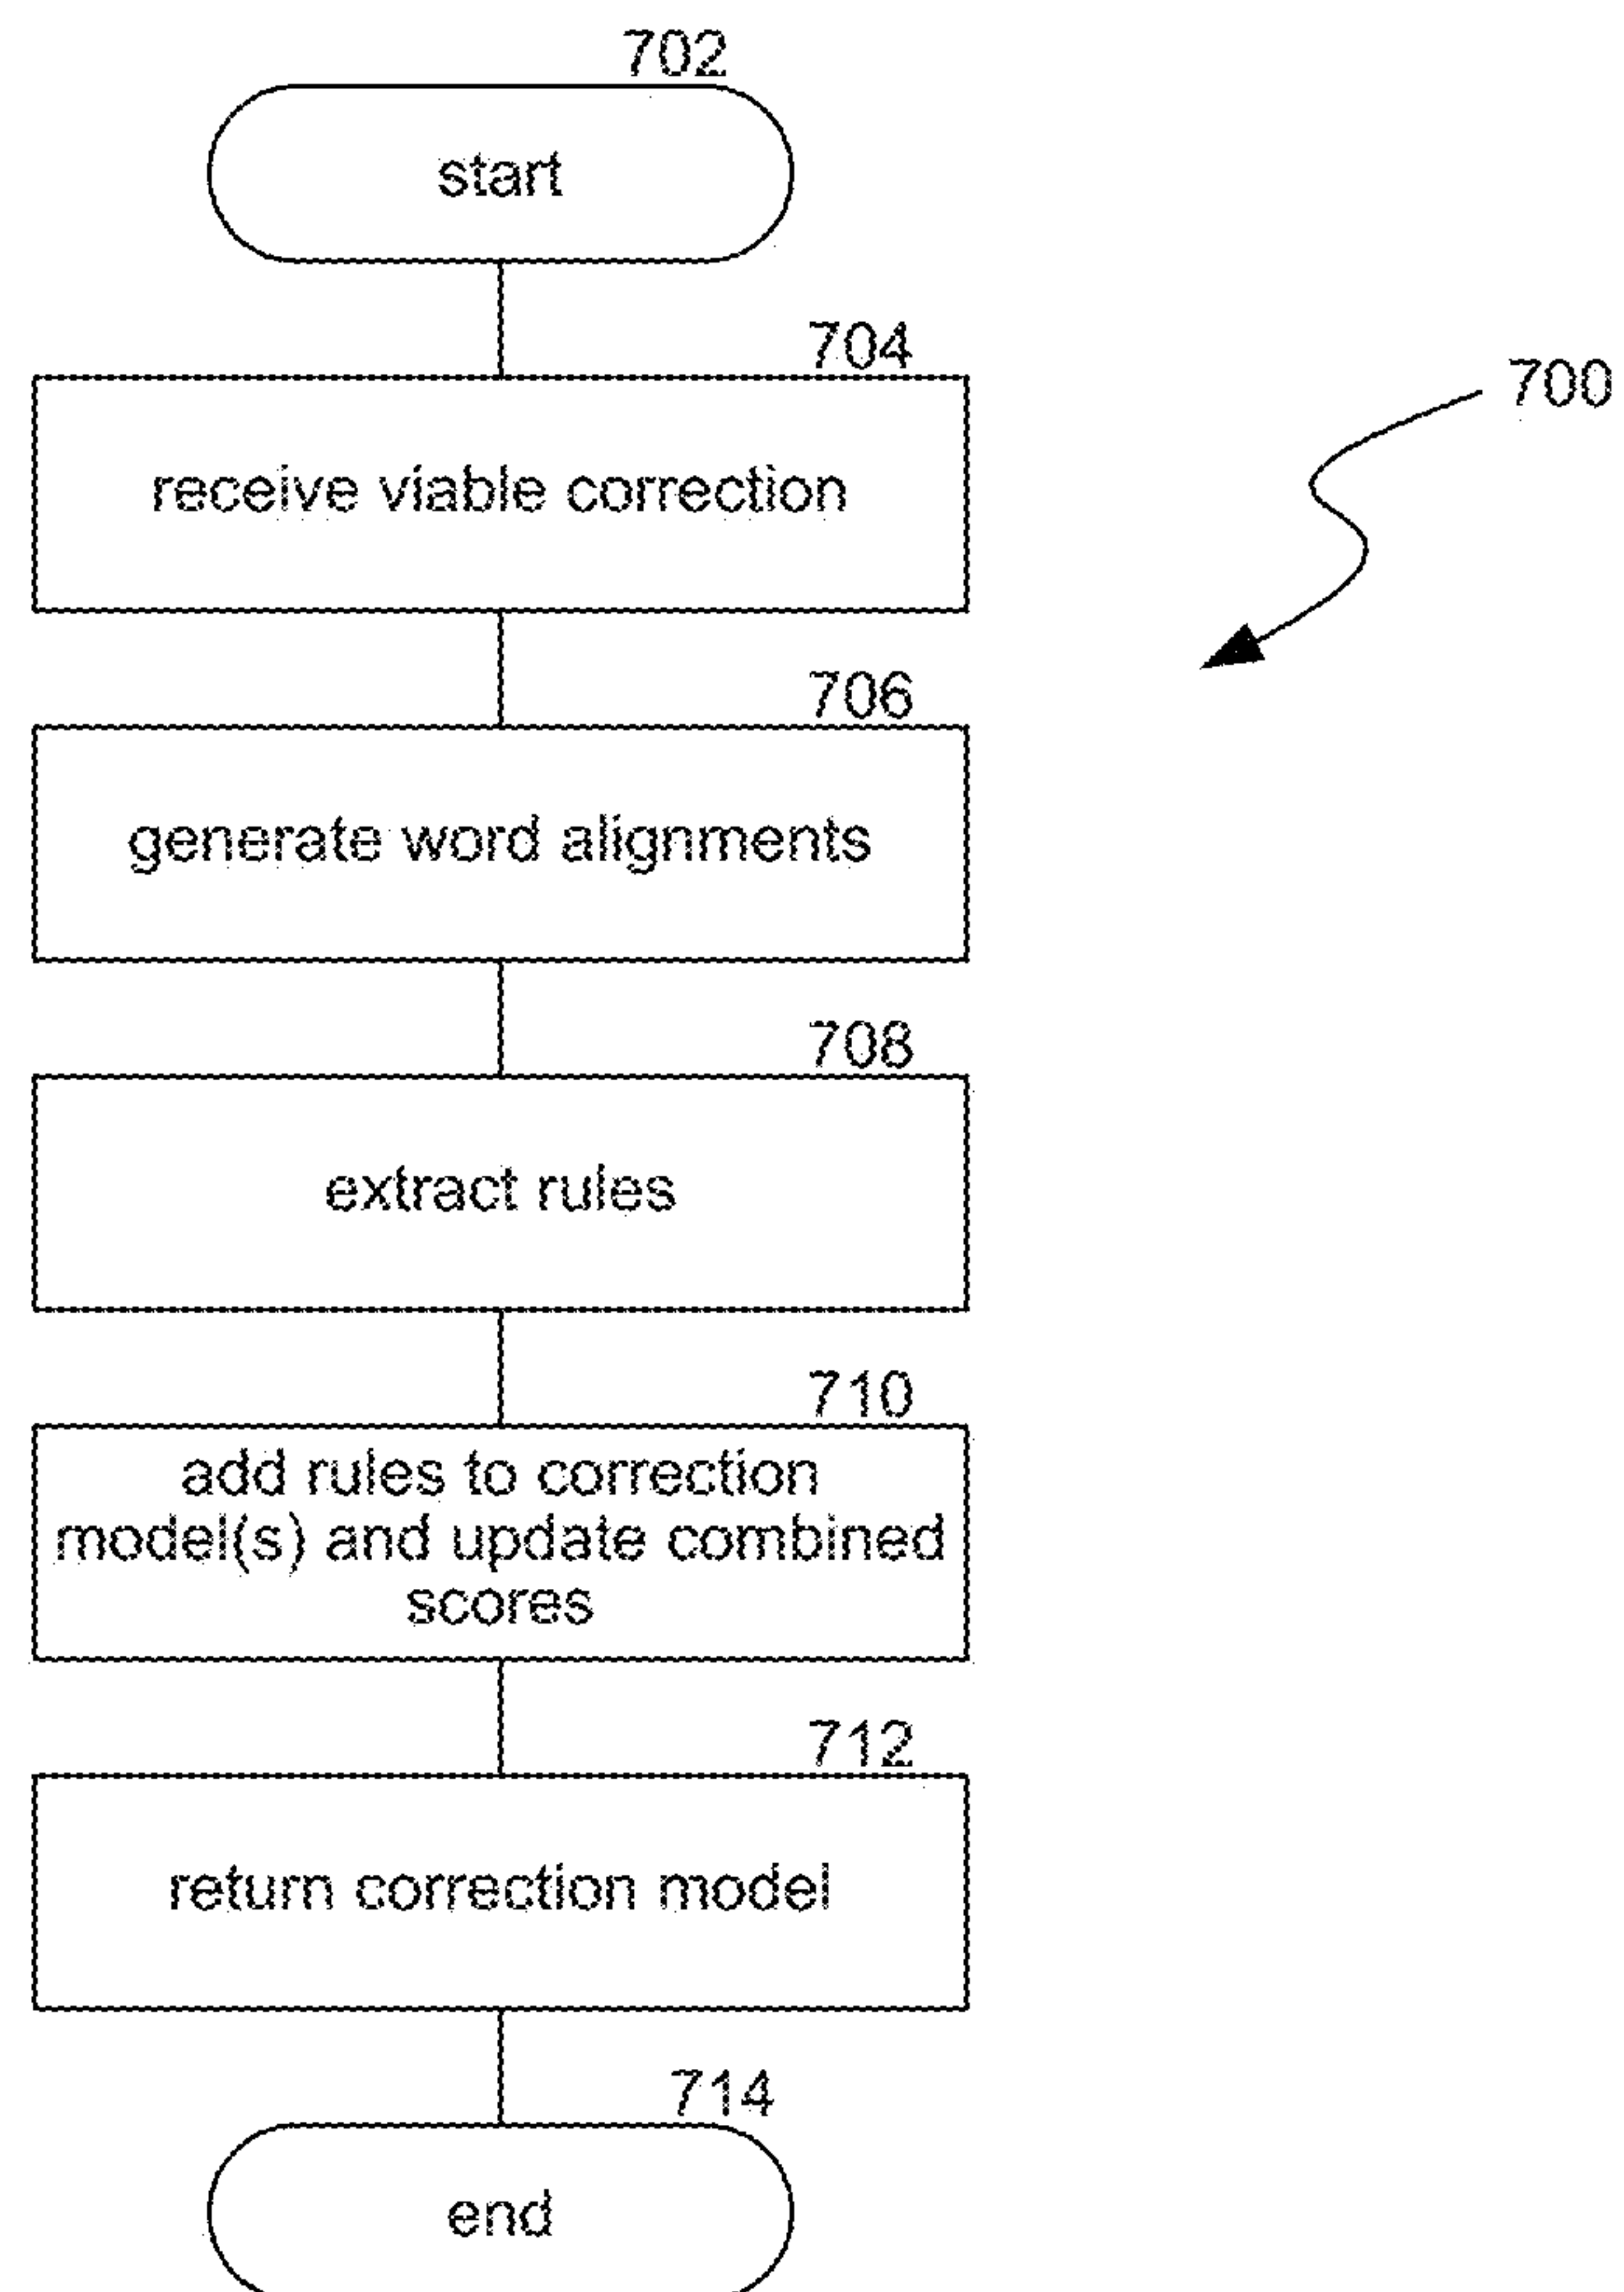 702
start
704
700
receive viable correction
706
generate word alignments
708
extract rules
710
add rules to correction
model(s) and update combined
scores
712
return correction model
714
end